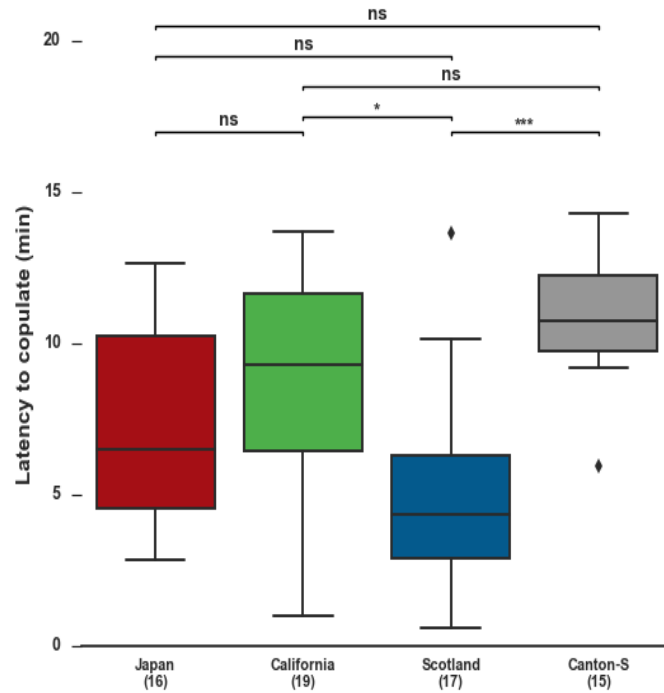 ns
20
ns
ns
*
ns
***
15
10
5
0
Latency to copulate (min)
Japan
(16)
California
(19)
Scotland
(17)
Canton-S
(15)